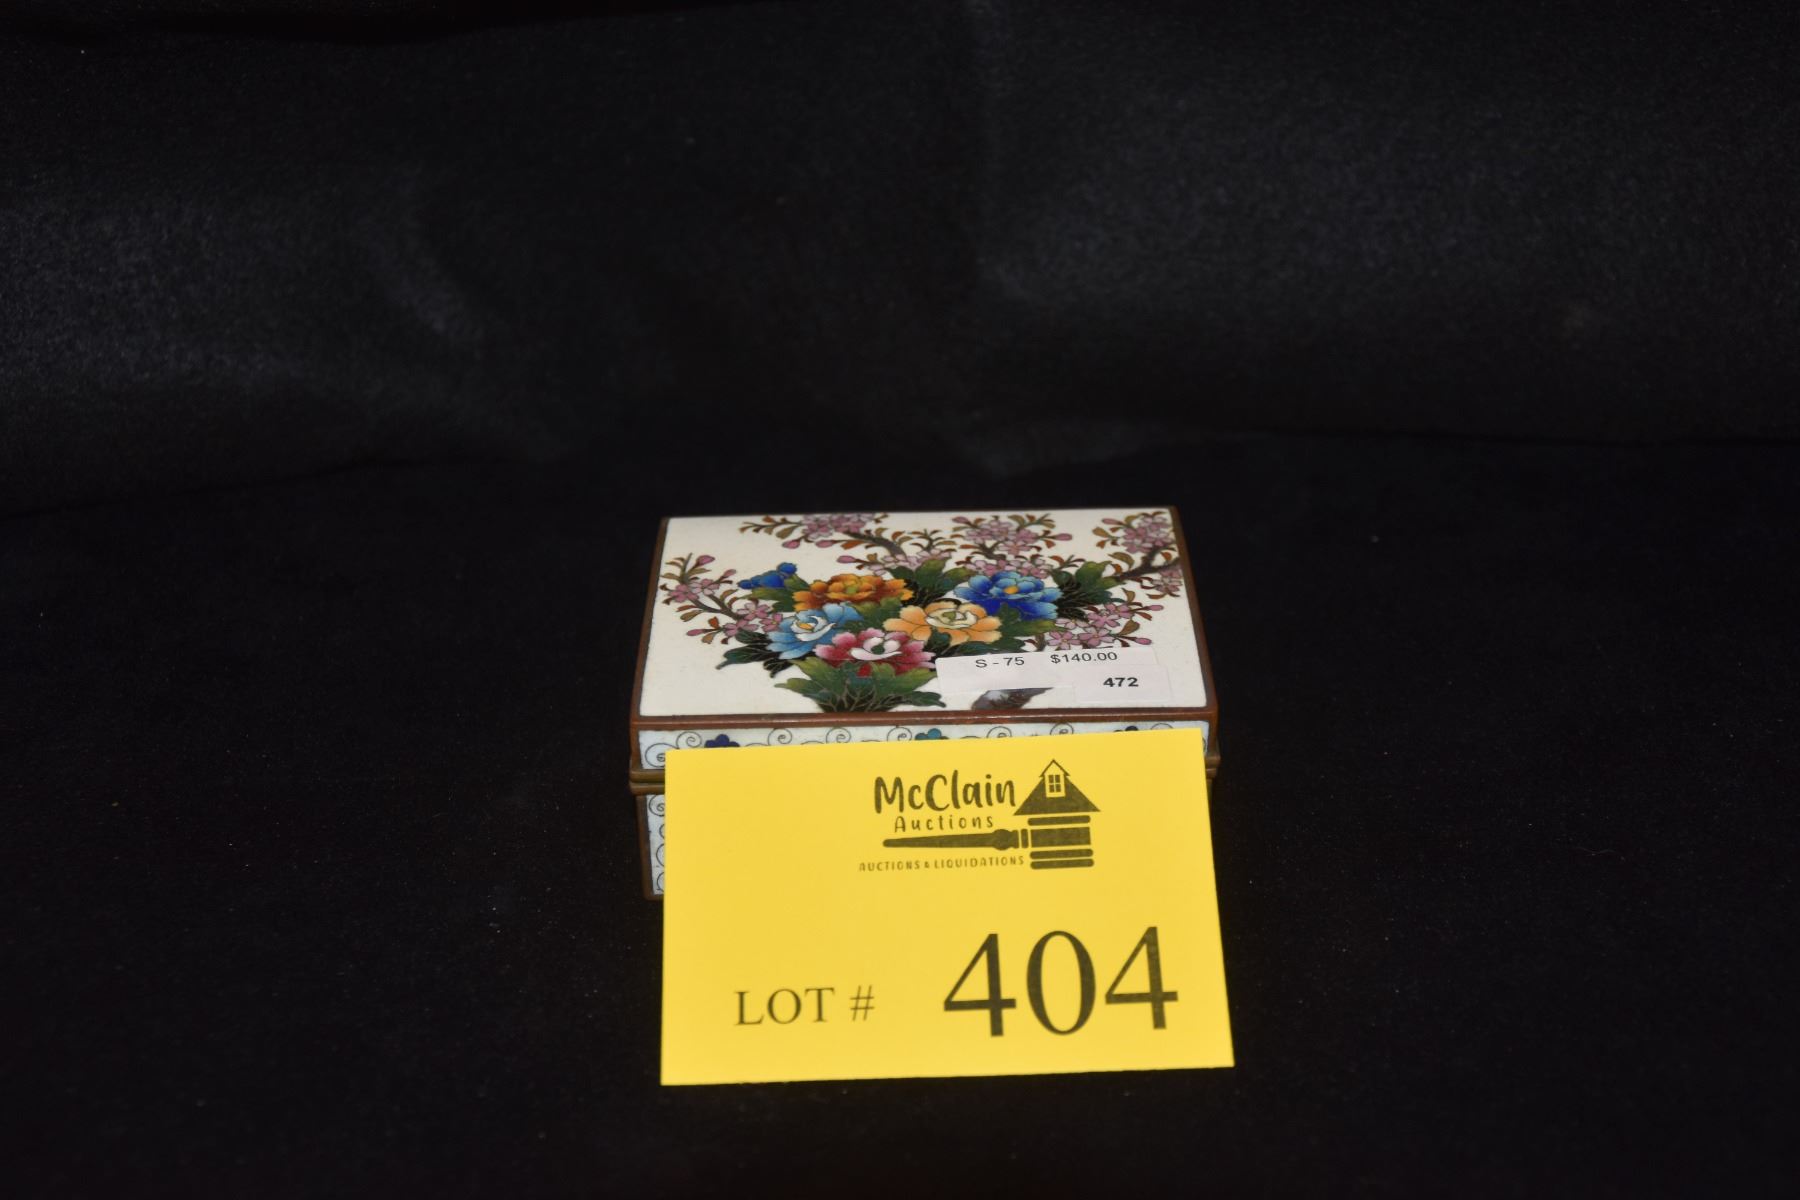 S - 75 $140.00
472
McClain
Auctions
AUCTIONS & LIQUIDATIONS
LOT # 404